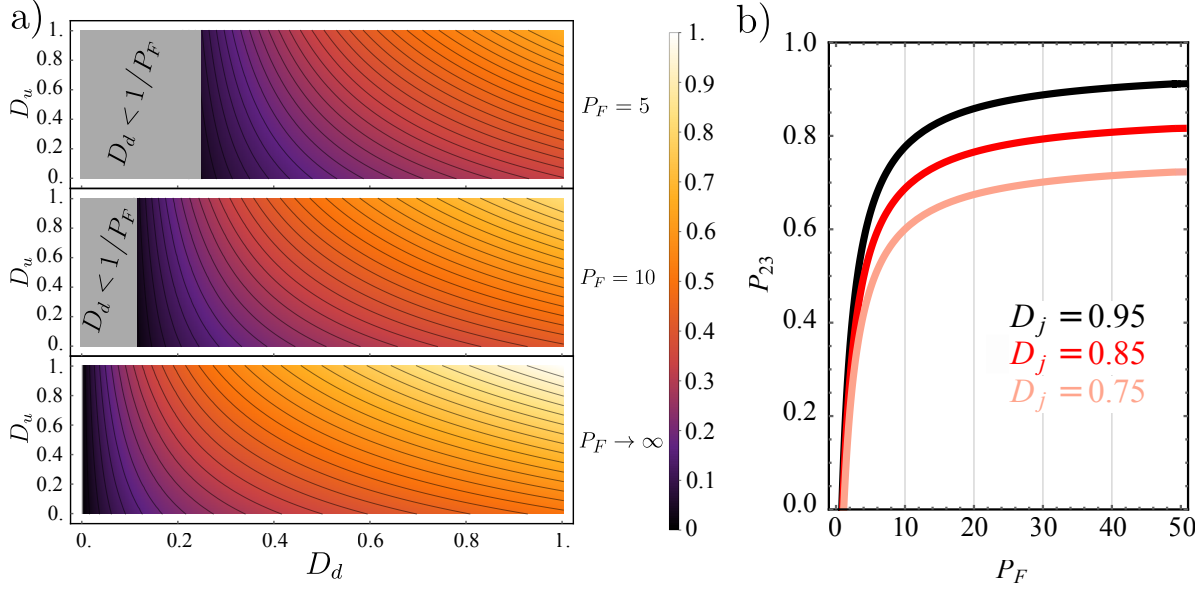 a)
1.
0.8
0.6
0.4
0.2
0.
D_u
D_d < 1/P_F
P_F = 5
1.
0.8
0.6
0.4
0.2
0.
D_u
D_d < 1/P_F
P_F = 10
1.
0.8
0.6
0.4
0.2
0.
D_u
P_F → ∞
0. 0.2 0.4 0.6 0.8 1.
D_d
1.
0.9
0.8
0.7
0.6
0.5
0.4
0.3
0.2
0.1
0
b)
1.0
0.8
0.6
0.4
0.2
0.0
P_23
D_j = 0.95
D_j = 0.85
D_j = 0.75
0 10 20 30 40 50
P_F